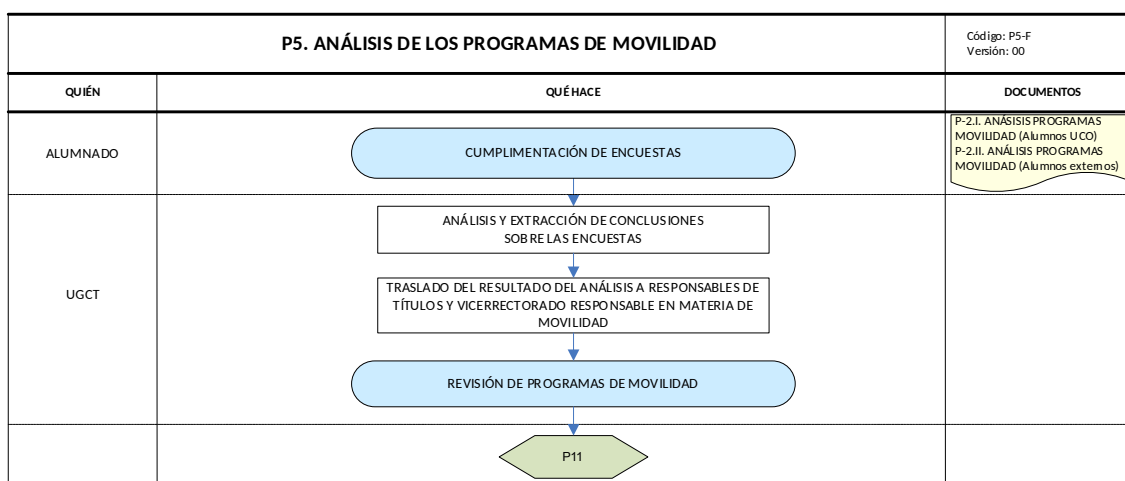 P5. ANÁLISIS DE LOS PROGRAMAS DE MOVILIDAD
Código: P5-F
Versión: 00
QUIÉN
QUÉ HACE
DOCUMENTOS
ALUMNADO
CUMPLIMENTACIÓN DE ENCUESTAS
P-2.I. ANÁSISIS PROGRAMAS
MOVILIDAD (Alumnos UCO)
P-2.II. ANÁLISIS PROGRAMAS
MOVILIDAD (Alumnos externos)
UGCT
ANÁLISIS Y EXTRACCIÓN DE CONCLUSIONES
SOBRE LAS ENCUESTAS
TRASLADO DEL RESULTADO DEL ANÁLISIS A RESPONSABLES DE
TÍTULOS Y VICERRECTORADO RESPONSABLE EN MATERIA DE
MOVILIDAD
REVISIÓN DE PROGRAMAS DE MOVILIDAD
P11